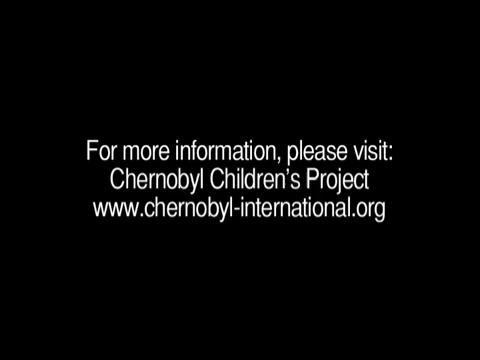 For more information, please visit:
Chernobyl Children's Project
www.chernobyl-international.org